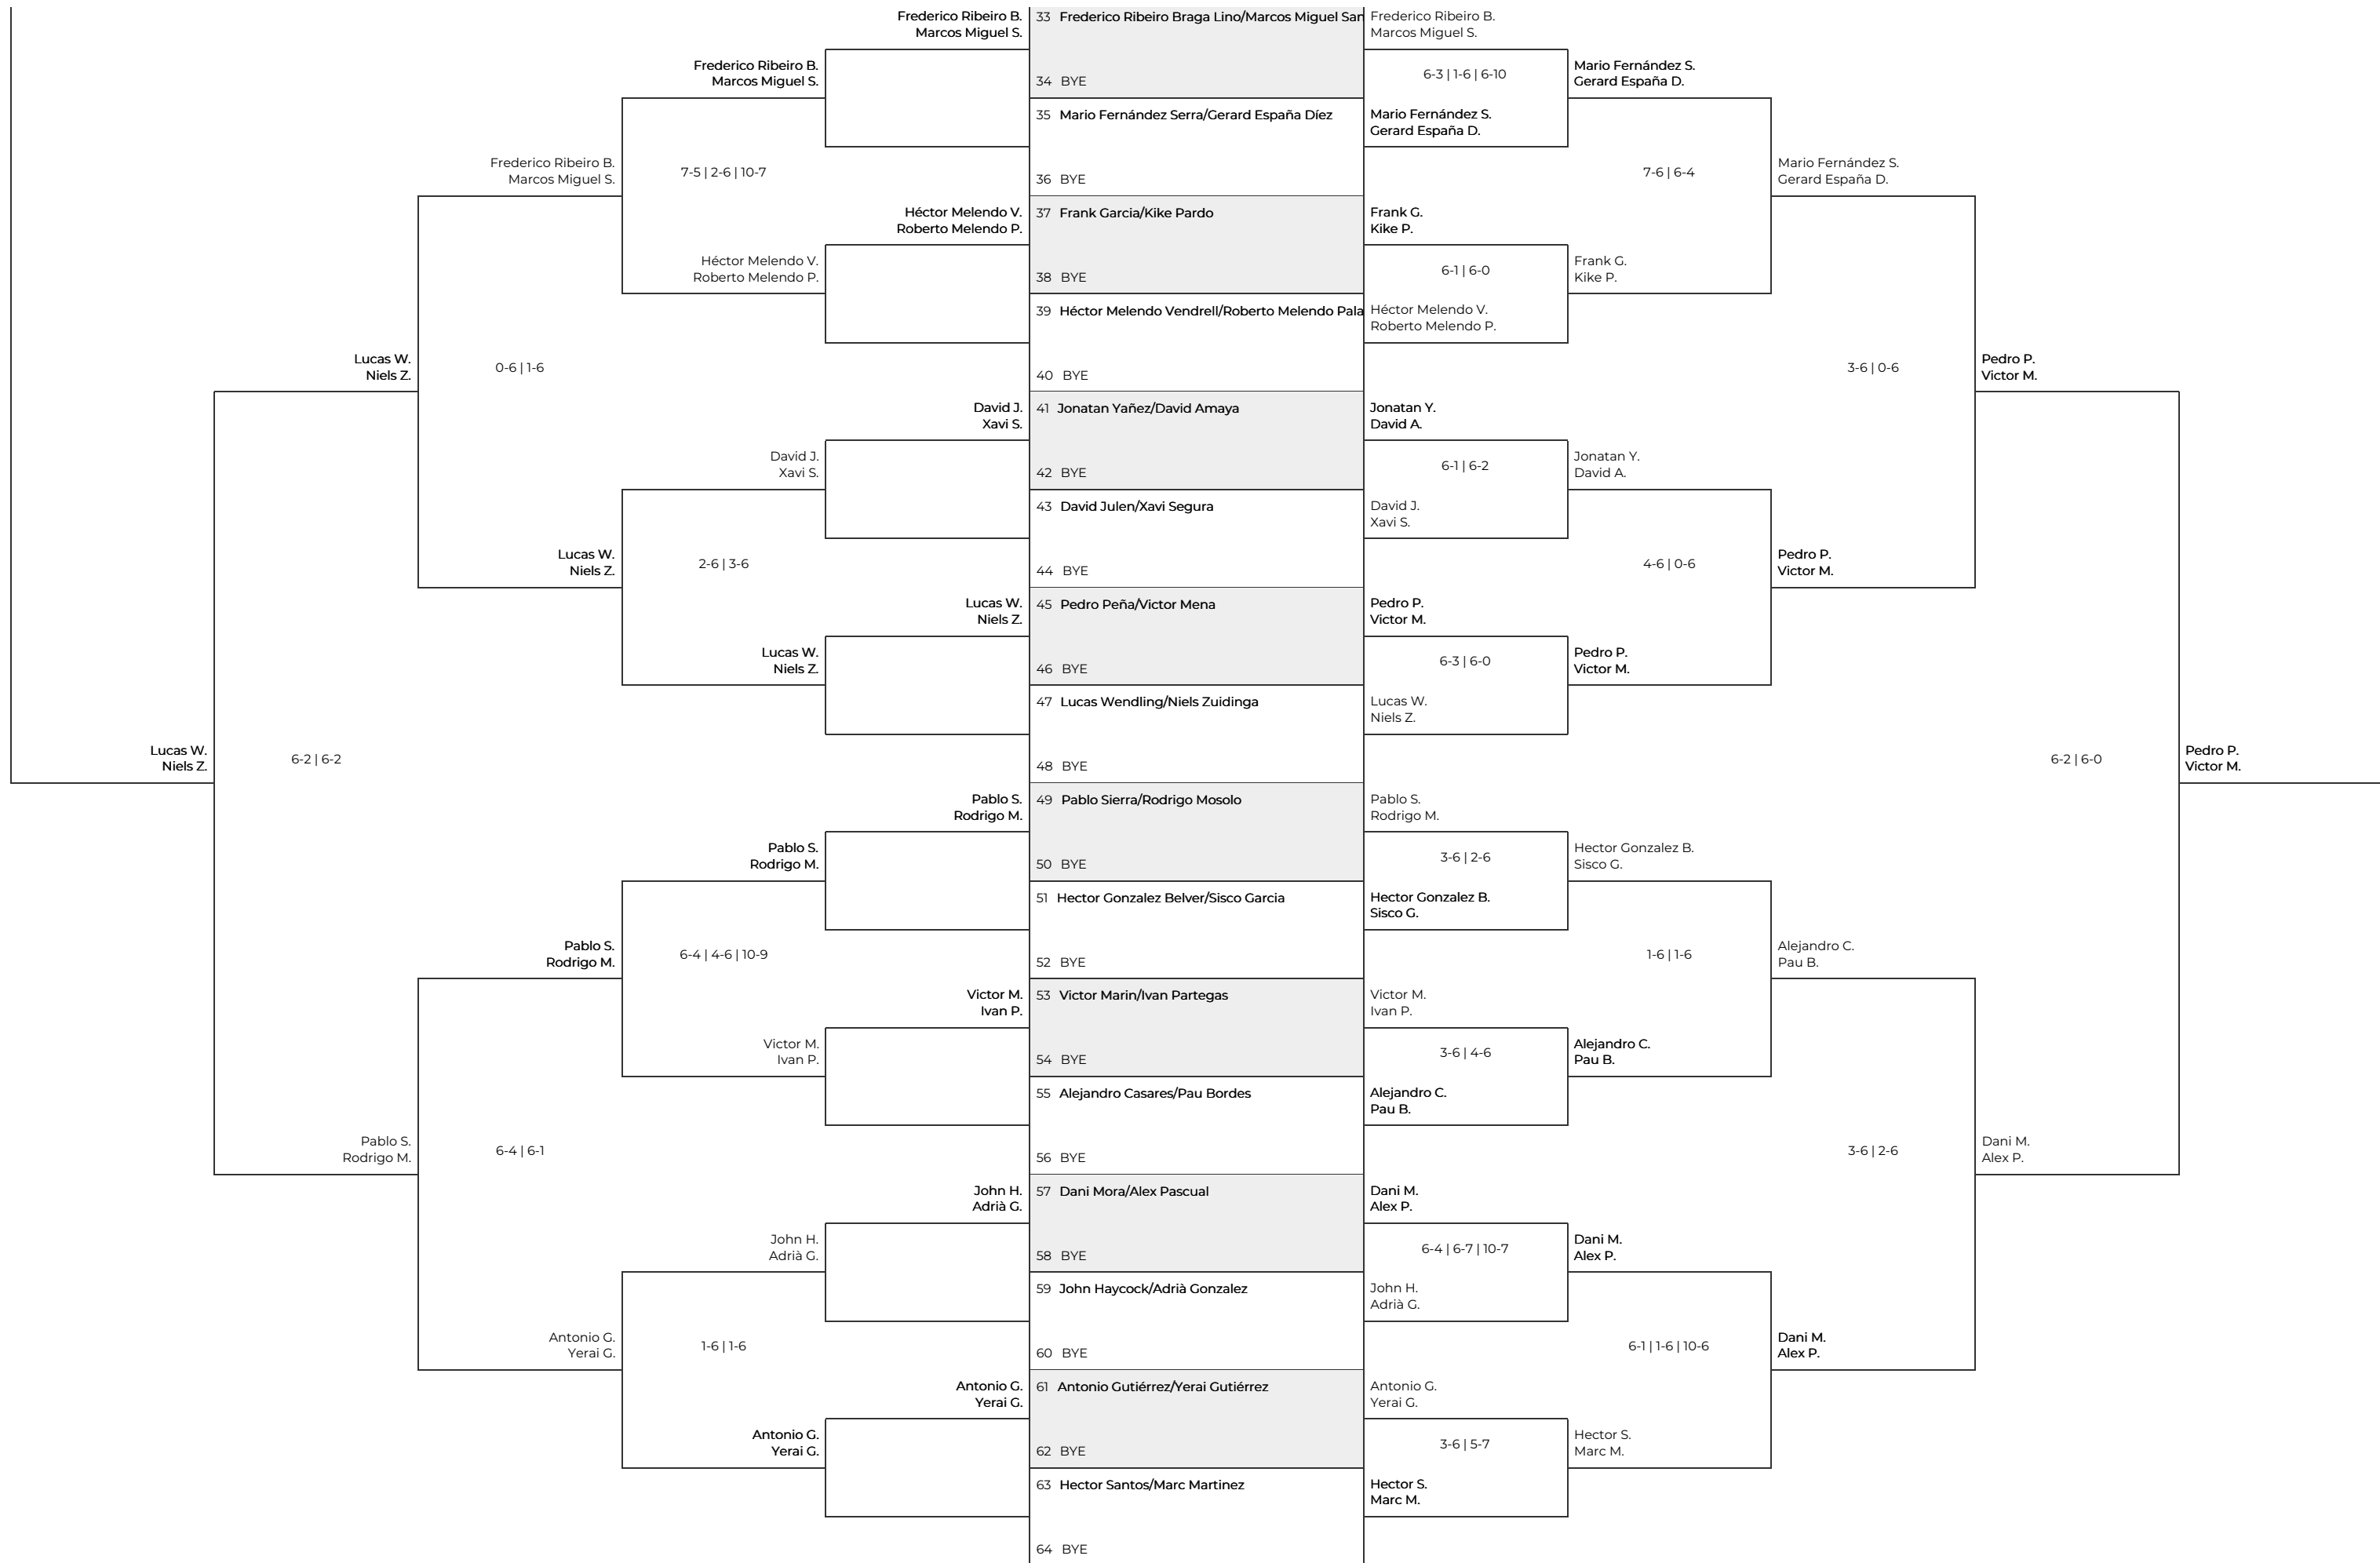 Frederico Ribeiro B.
Marcos Miguel S.
33 Frederico Ribeiro Braga Lino/Marcos Miguel San
Frederico Ribeiro B.
Marcos Miguel S.
Frederico Ribeiro B.
Marcos Miguel S.
34 BYE
6-3 | 1-6 | 6-10
Mario Fernández S.
Gerard España D.
35 Mario Fernández Serra/Gerard España Díez
Mario Fernández S.
Gerard España D.
Frederico Ribeiro B.
Marcos Miguel S.
7-5 | 2-6 | 10-7
36 BYE
7-6 | 6-4
Mario Fernández S.
Gerard España D.
Héctor Melendo V.
Roberto Melendo P.
37 Frank Garcia/Kike Pardo
Frank G.
Kike P.
Héctor Melendo V.
Roberto Melendo P.
38 BYE
6-1 | 6-0
Frank G.
Kike P.
39 Héctor Melendo Vendrell/Roberto Melendo Pala
Héctor Melendo V.
Roberto Melendo P.
Lucas W.
Niels Z.
0-6 | 1-6
40 BYE
3-6 | 0-6
Pedro P.
Victor M.
David J.
Xavi S.
41 Jonatan Yañez/David Amaya
Jonatan Y.
David A.
David J.
Xavi S.
42 BYE
6-1 | 6-2
Jonatan Y.
David A.
43 David Julen/Xavi Segura
David J.
Xavi S.
Lucas W.
Niels Z.
2-6 | 3-6
44 BYE
4-6 | 0-6
Pedro P.
Victor M.
Lucas W.
Niels Z.
45 Pedro Peña/Victor Mena
Pedro P.
Victor M.
Lucas W.
Niels Z.
46 BYE
6-3 | 6-0
Pedro P.
Victor M.
47 Lucas Wendling/Niels Zuidinga
Lucas W.
Niels Z.
Lucas W.
Niels Z.
6-2 | 6-2
48 BYE
6-2 | 6-0
Pedro P.
Victor M.
Pablo S.
Rodrigo M.
49 Pablo Sierra/Rodrigo Mosolo
Pablo S.
Rodrigo M.
Pablo S.
Rodrigo M.
50 BYE
3-6 | 2-6
Hector Gonzalez B.
Sisco G.
51 Hector Gonzalez Belver/Sisco Garcia
Hector Gonzalez B.
Sisco G.
Pablo S.
Rodrigo M.
6-4 | 4-6 | 10-9
52 BYE
1-6 | 1-6
Alejandro C.
Pau B.
Victor M.
Ivan P.
53 Victor Marin/Ivan Partegas
Victor M.
Ivan P.
Victor M.
Ivan P.
54 BYE
3-6 | 4-6
Alejandro C.
Pau B.
55 Alejandro Casares/Pau Bordes
Alejandro C.
Pau B.
Pablo S.
Rodrigo M.
6-4 | 6-1
56 BYE
3-6 | 2-6
Dani M.
Alex P.
John H.
Adrià G.
57 Dani Mora/Alex Pascual
Dani M.
Alex P.
John H.
Adrià G.
58 BYE
6-4 | 6-7 | 10-7
Dani M.
Alex P.
59 John Haycock/Adrià Gonzalez
John H.
Adrià G.
Antonio G.
Yerai G.
1-6 | 1-6
60 BYE
6-1 | 1-6 | 10-6
Dani M.
Alex P.
Antonio G.
Yerai G.
61 Antonio Gutiérrez/Yerai Gutiérrez
Antonio G.
Yerai G.
Antonio G.
Yerai G.
62 BYE
3-6 | 5-7
Hector S.
Marc M.
63 Hector Santos/Marc Martinez
Hector S.
Marc M.
64 BYE